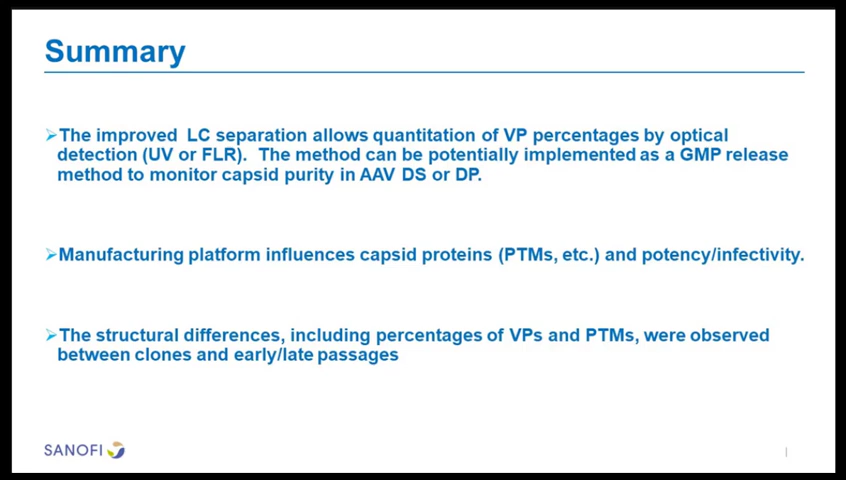 Summary
➢The improved  LC separation allows quantitation of VP percentages by optical
detection (UV or FLR).  The method can be potentially implemented as a GMP release
method to monitor capsid purity in AAV DS or DP.
➢Manufacturing platform influences capsid proteins (PTMs, etc.) and potency/infectivity.
➢The structural differences, including percentages of VPs and PTMs, were observed
between clones and early/late passages
SANOFI
|